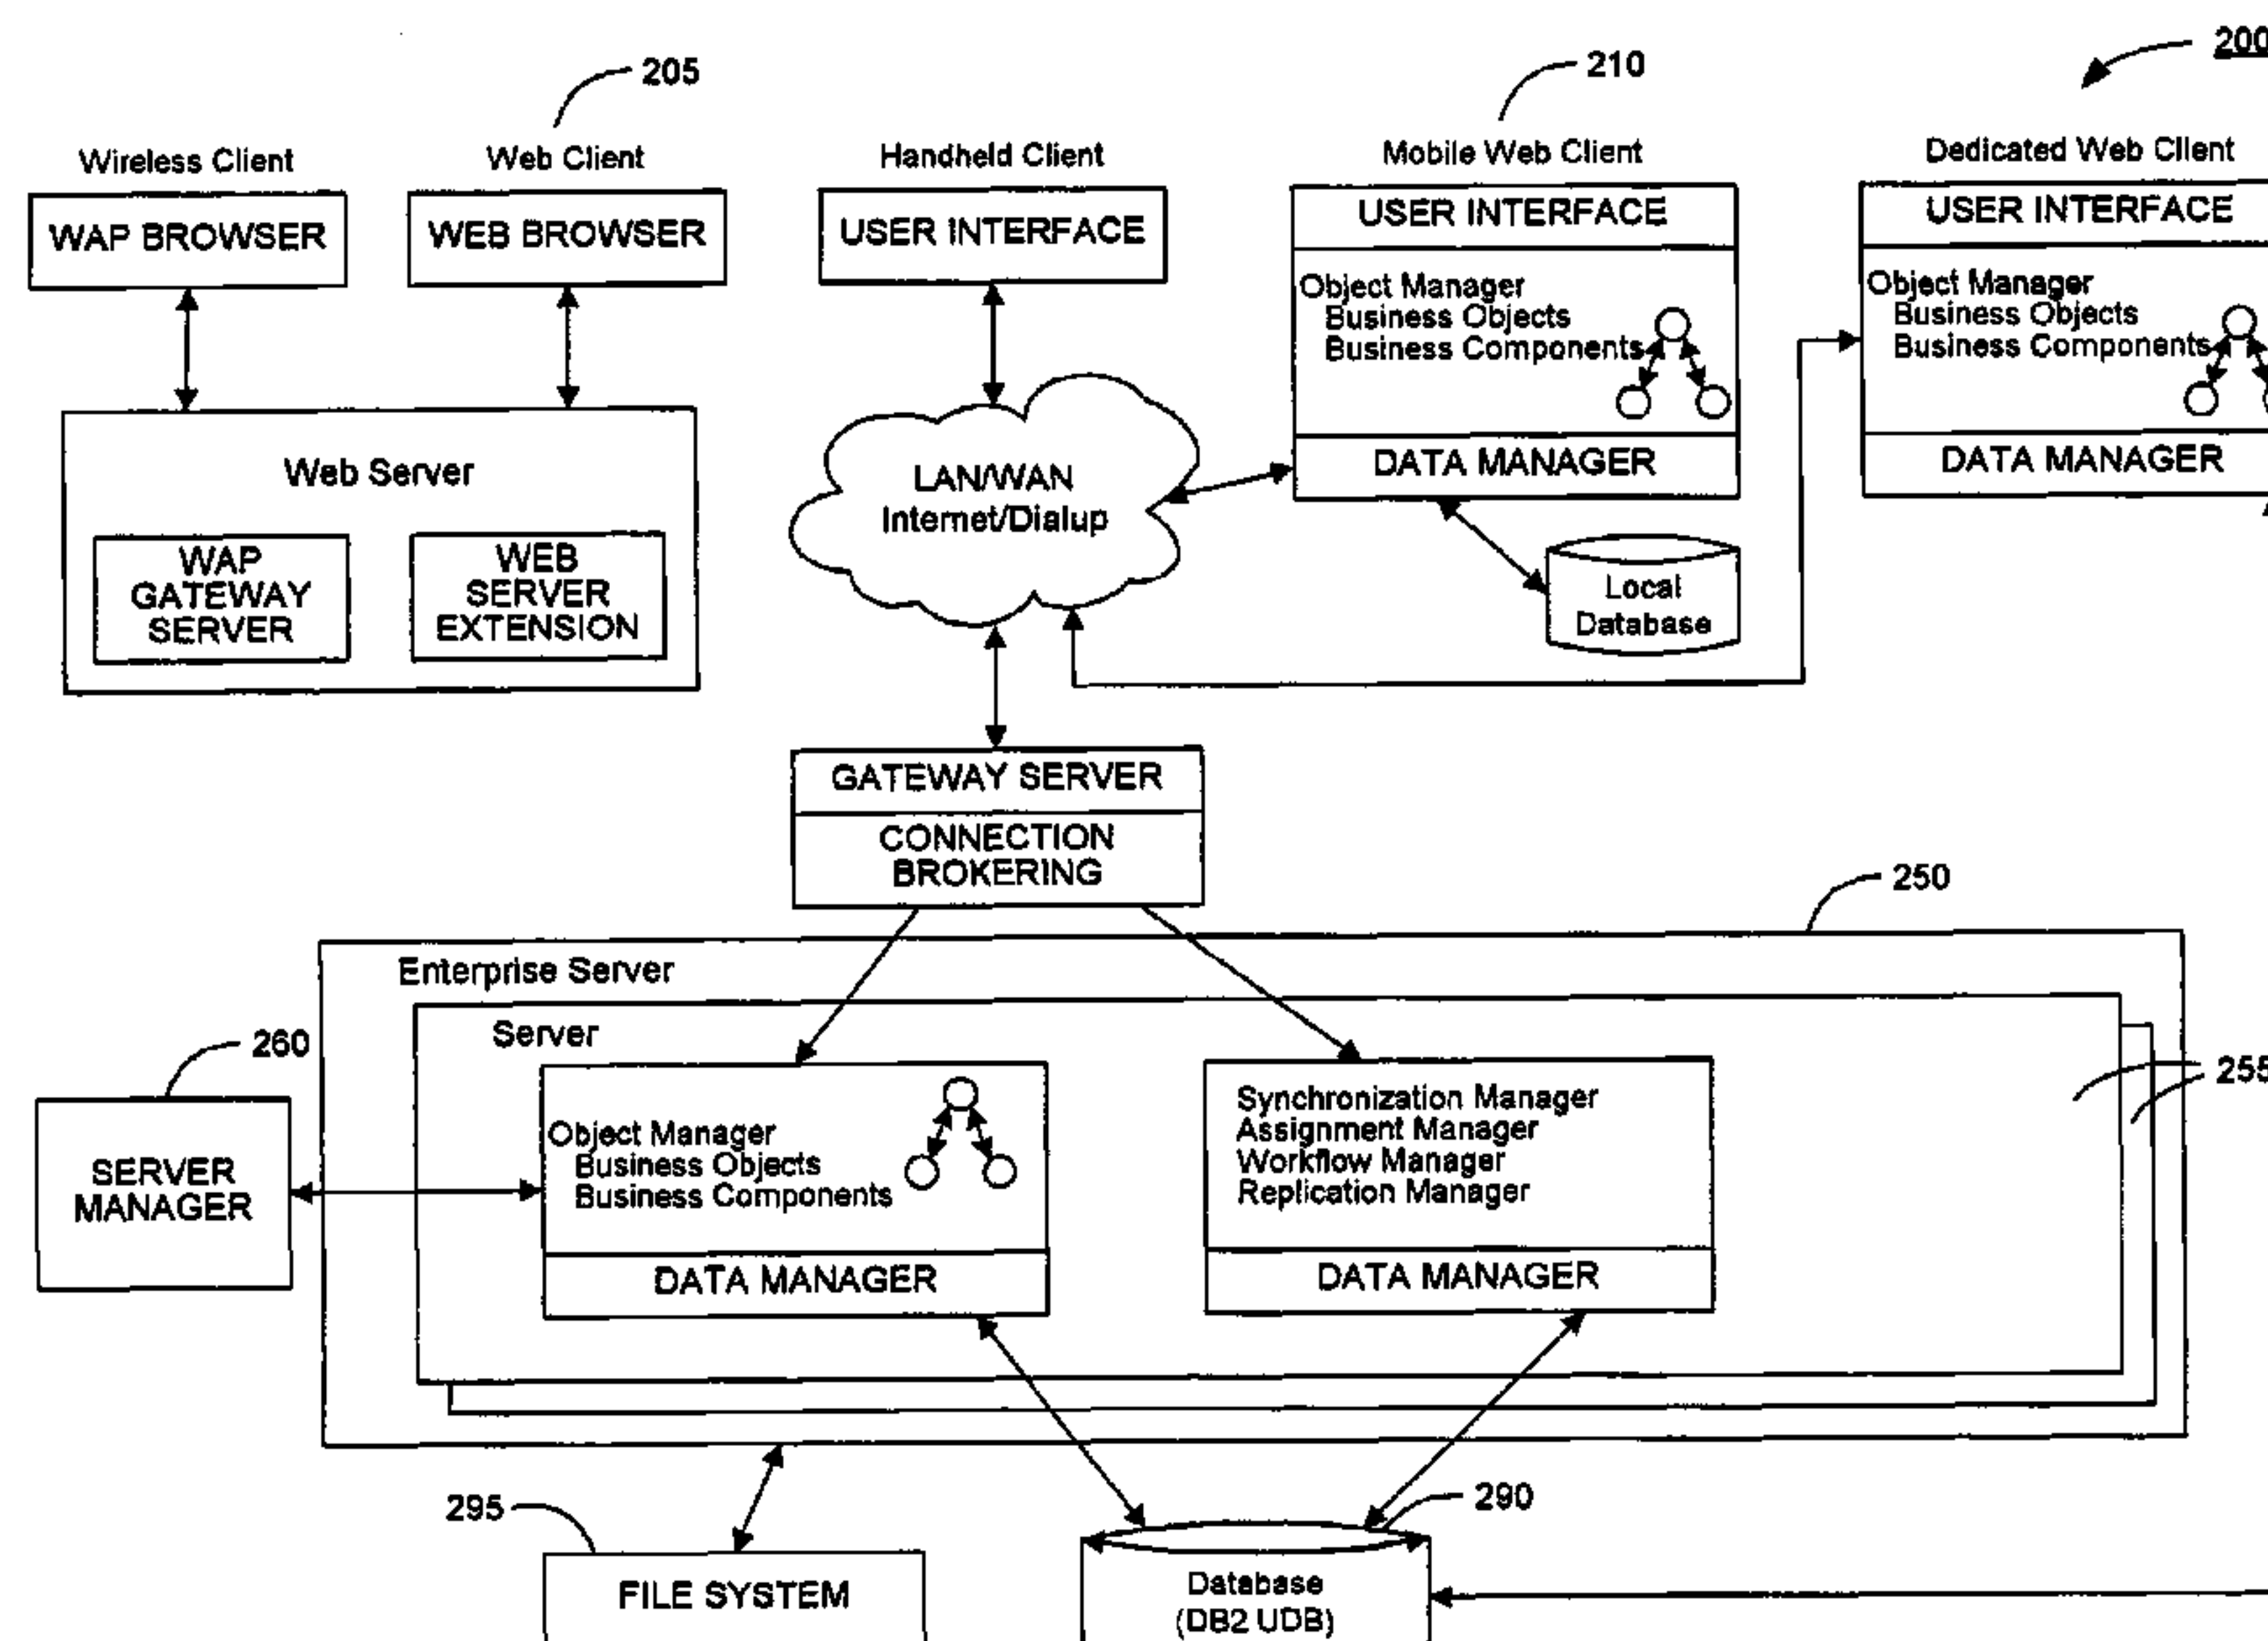 205
210
200
Wireless Client
Web Client
Handheld Client
Mobile Web Client
Dedicated Web Client
WAP BROWSER
WEB BROWSER
USER INTERFACE
USER INTERFACE
Object Manager
Business Objects
Business Components
DATA MANAGER
USER INTERFACE
Object Manager
Business Objects
Business Components
DATA MANAGER
Web Server
WAP
GATEWAY
SERVER
WEB
SERVER
EXTENSION
LAN/WAN
Internet/Dialup
Local
Database
GATEWAY SERVER
CONNECTION
BROKERING
250
Enterprise Server
Server
260
255
SERVER
MANAGER
Object Manager
Business Objects
Business Components
DATA MANAGER
Synchronization Manager
Assignment Manager
Workflow Manager
Replication Manager
DATA MANAGER
295
290
FILE SYSTEM
Database
(DB2 UDB)